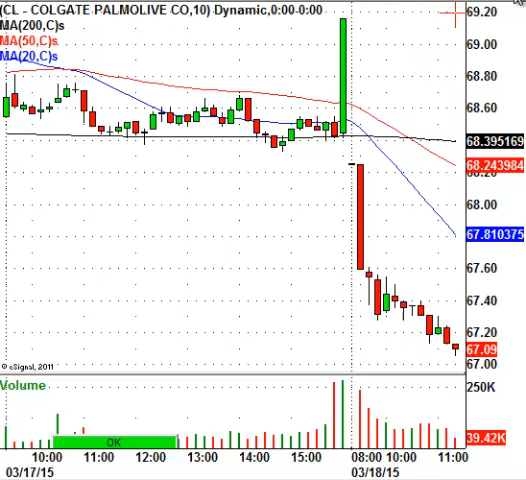 (CL - COLGATE PALMOLIVE CO,10) Dynamic,0:00-0:00
MA(200,C)s
MA(50,C)s
MA(20,C)s
69.20
69.00
68.80
68.60
68.395169
68.243984
68.20
68.00
67.810375
67.60
67.40
67.20
67.09
67.00
© eSignal, 2011
Volume
250K
OK
39.42K
10:00 11:00 12:00 13:00 14:00 15:00 08:00 10:00 11:00
03/17/15 03/18/15